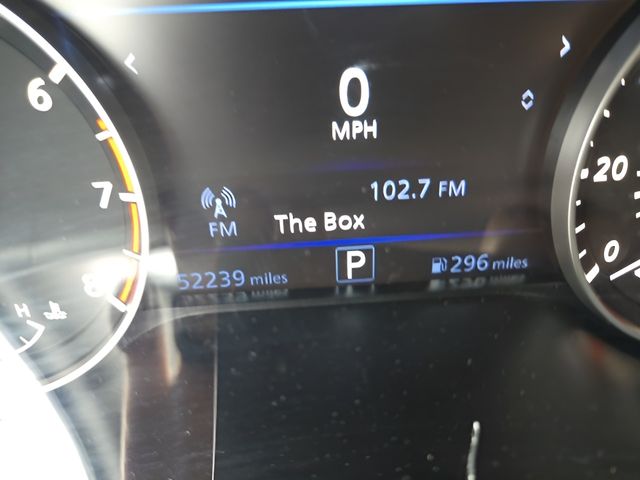 6
7
8
H
0
MPH
102.7 FM
FM
The Box
52239 miles
P
296 miles
20
0